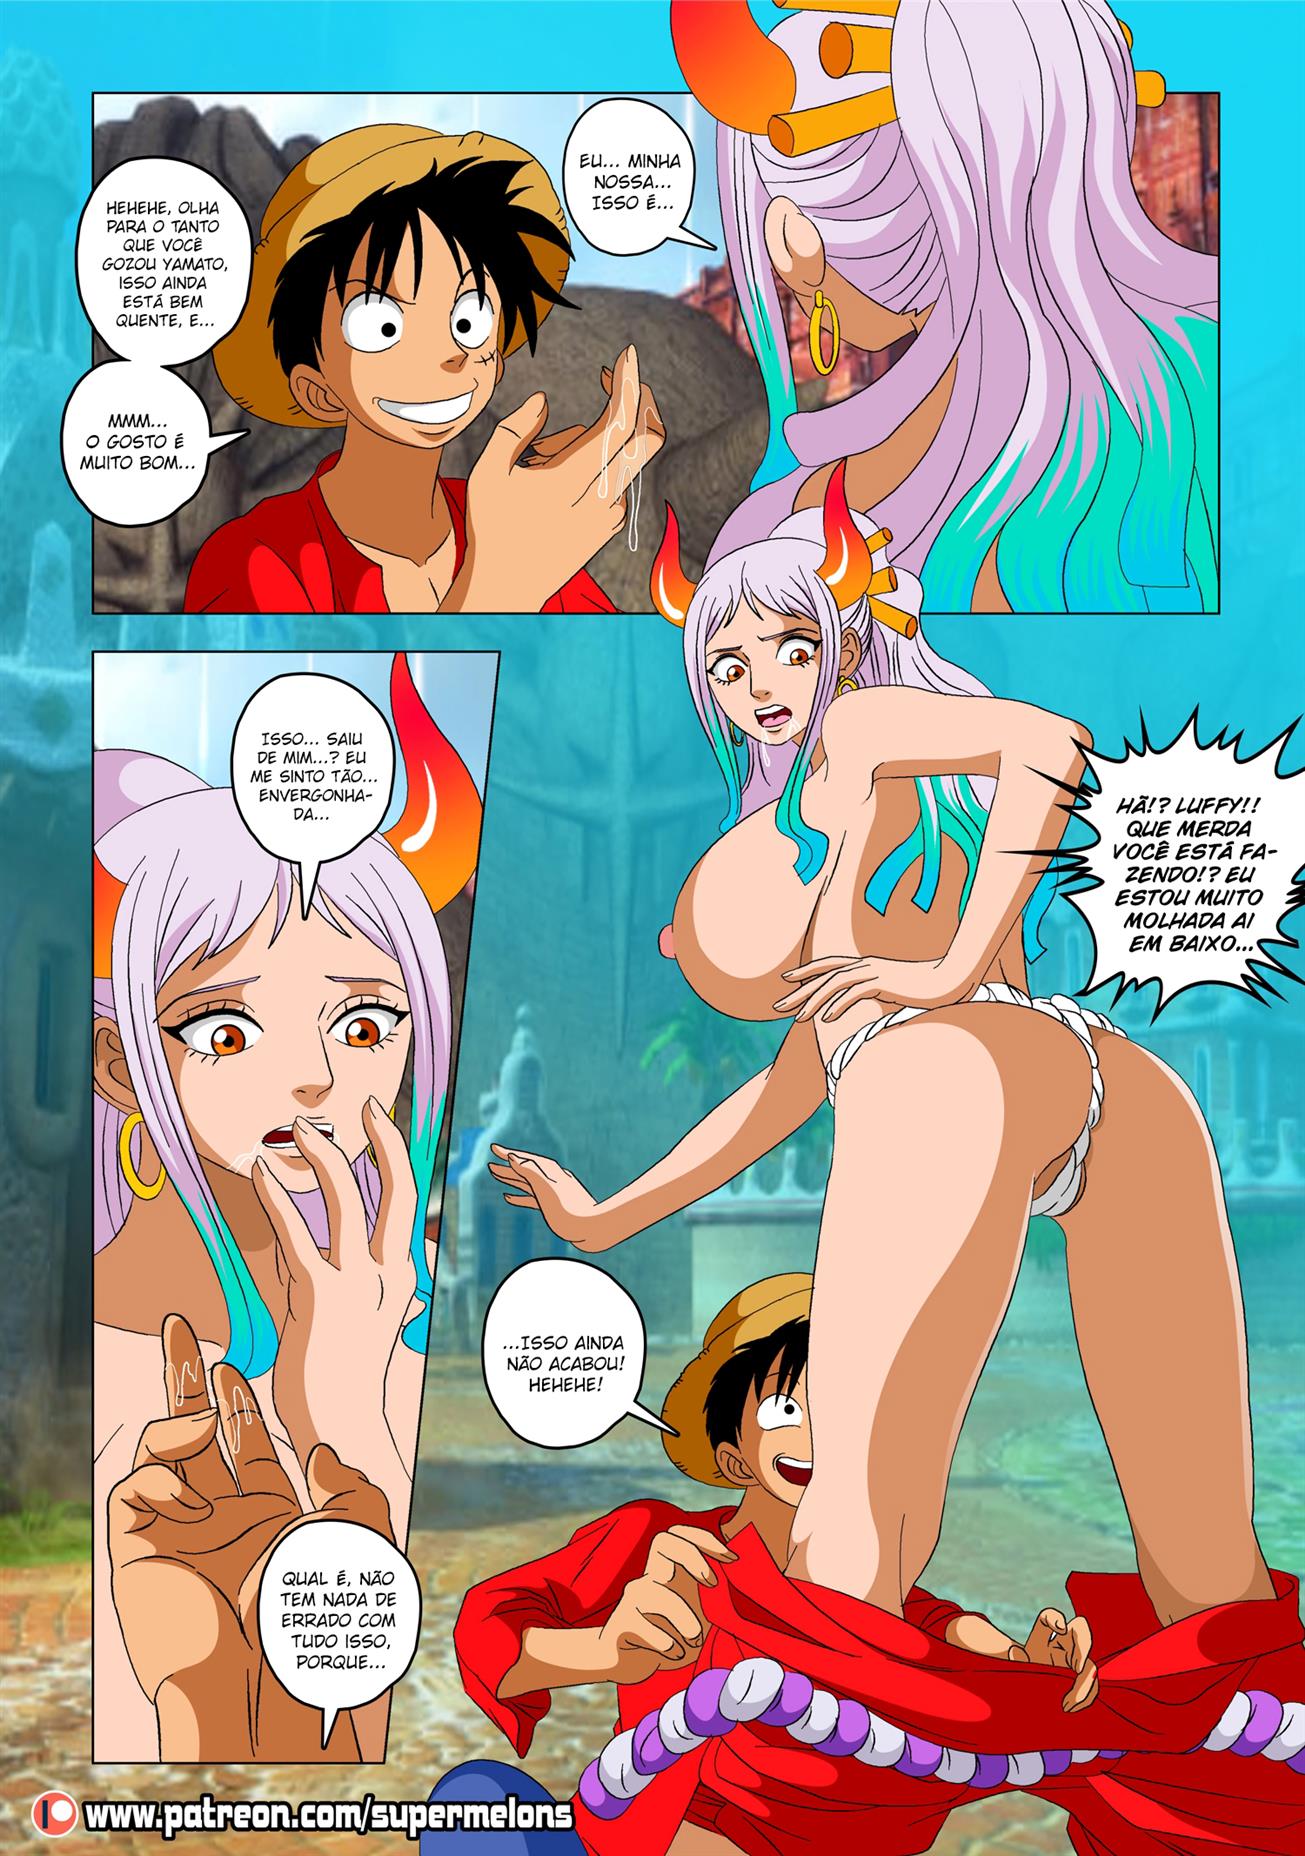 HEHEHE, OLHA
PARA O TANTO
QUE VOCÊ
GOZOU YAMATO,
ISSO AINDA
ESTÁ BEM
QUENTE, E...
MMM...
O GOSTO É
MUITO BOM...
EU... MINHA
NOSSA...
ISSO É...
ISSO... SAIU
DE MIM...? EU
ME SINTO TÃO...
ENVERGONHA-
DA...
QUAL É, NÃO
TEM NADA DE
ERRADO COM
TUDO ISSO,
PORQUE...
HÃ!? LUFFY!!
QUE MERDA
VOCÊ ESTÁ FA-
ZENDO!? EU
ESTOU MUITO
MOLHADA AI
EM BAIXO...
...ISSO AINDA
NÃO ACABOU!
HEHEHE!
www.patreon.com/supermelons